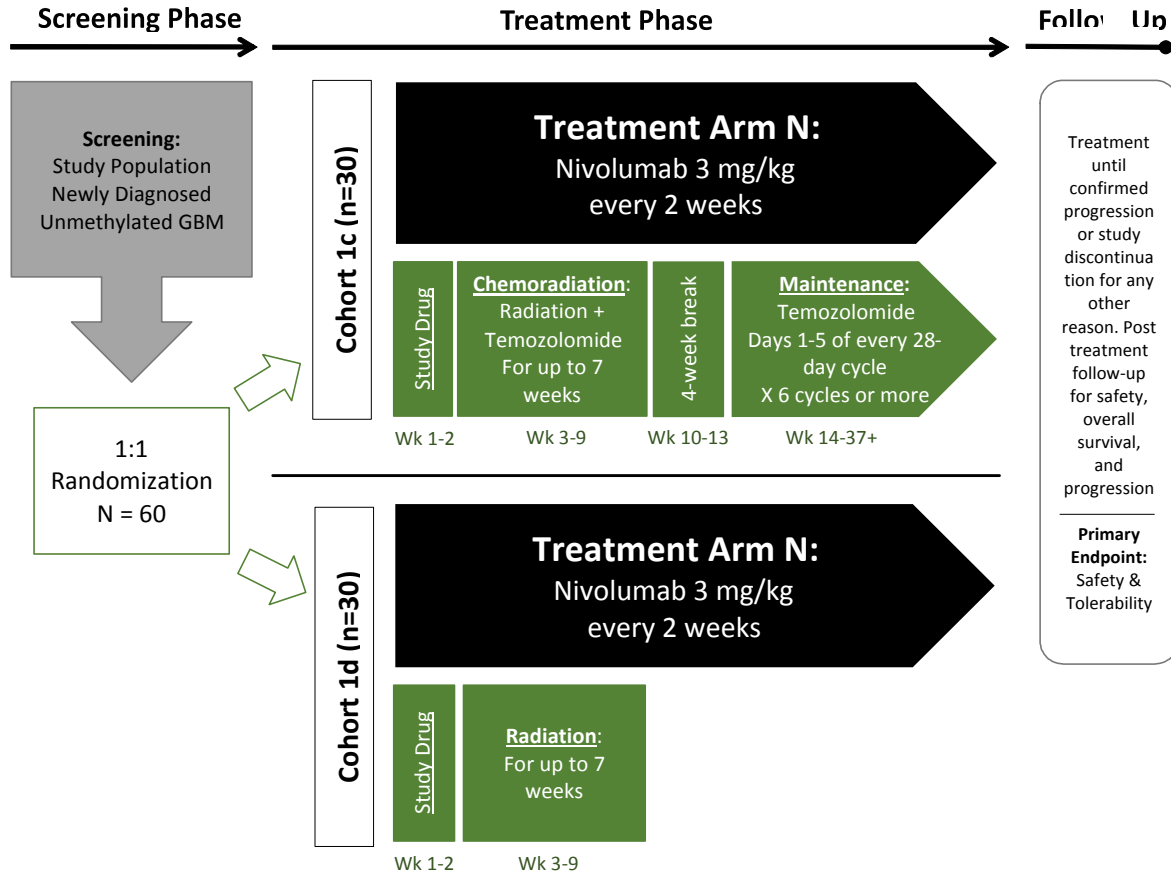 Screening Phase
Treatment Phase
Follo Up
Screening:
Study Population
Newly Diagnosed
Unmethylated GBM
1:1
Randomization
N = 60
Cohort 1c (n=30)
Treatment Arm N:
Nivolumab 3 mg/kg
every 2 weeks
Study Drug
Chemoradiation:
Radiation +
Temozolomide
For up to 7
weeks
4-week break
Maintenance:
Temozolomide
Days 1-5 of every 28-
day cycle
X 6 cycles or more
Wk 1-2
Wk 3-9
Wk 10-13
Wk 14-37+
Cohort 1d (n=30)
Treatment Arm N:
Nivolumab 3 mg/kg
every 2 weeks
Study Drug
Radiation:
For up to 7
weeks
Wk 1-2
Wk 3-9
Treatment
until
confirmed
progression
or study
discontinua
tion for any
other
reason. Post
treatment
follow-up
for safety,
overall
survival,
and
progression
Primary
Endpoint:
Safety &
Tolerability